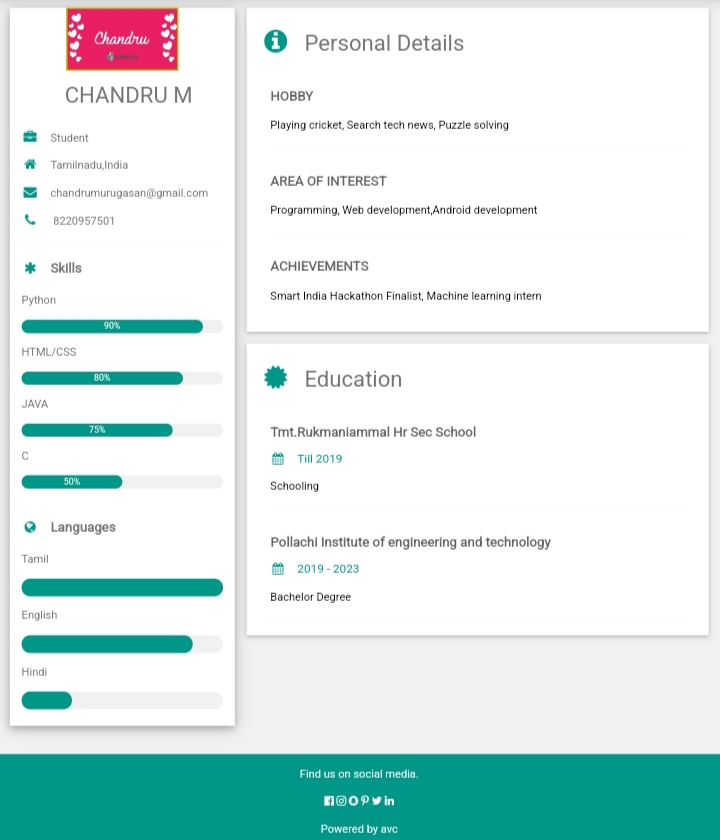 Chandru
CHANDRU M
Student
Tamilnadu,India
chandrumurugasan@gmail.com
8220957501
Skills
Python
90%
HTML/CSS
80%
JAVA
75%
C
50%
Languages
Tamil
English
Hindi
Personal Details
HOBBY
Playing cricket, Search tech news, Puzzle solving
AREA OF INTEREST
Programming, Web development,Android development
ACHIEVEMENTS
Smart India Hackathon Finalist, Machine learning intern
Education
Tmt.Rukmaniammal Hr Sec School
Till 2019
Schooling
Pollachi Institute of engineering and technology
2019 - 2023
Bachelor Degree
Find us on social media.
Powered by avc